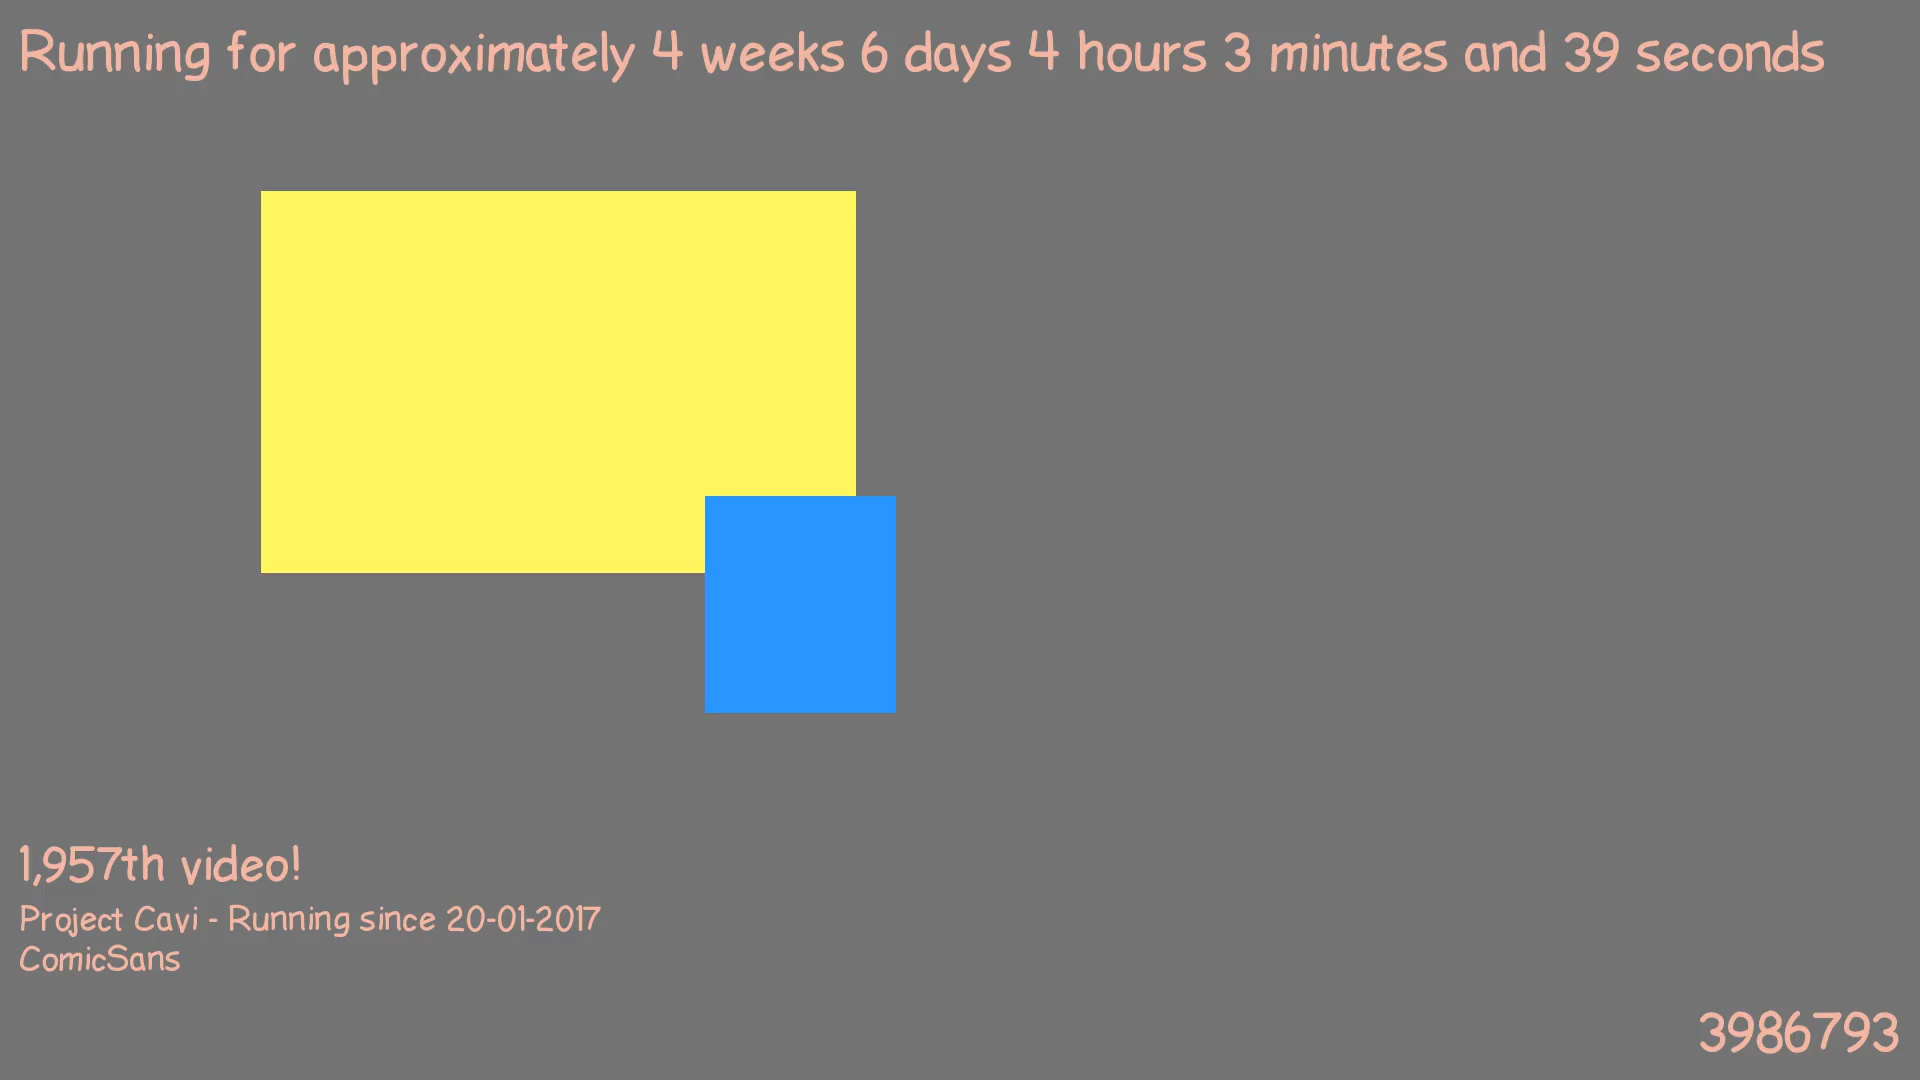 Running for approximately 4 weeks 6 days 4 hours 3 minutes and 39 seconds
1,957th video!
Project Cavi - Running since 20-01-2017
ComicSans
3986793